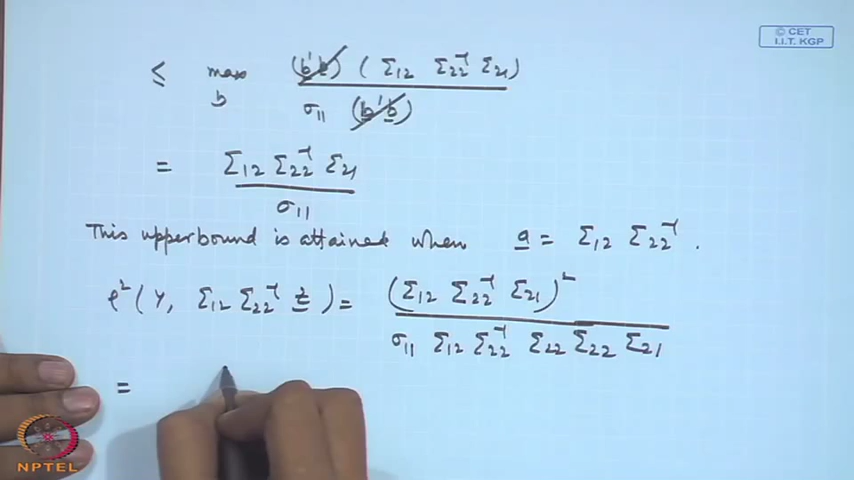 © CET
I.I.T. KGP
≤ max_b (b'b) (Σ₁₂ Σ₂₂⁻¹ Σ₂₁) / σ₁₁ (b'b)
= Σ₁₂ Σ₂₂⁻¹ Σ₂₁ / σ₁₁
This upperbound is attained when a = Σ₁₂ Σ₂₂⁻¹ .
ρ²(Y, Σ₁₂ Σ₂₂⁻¹ z) = (Σ₁₂ Σ₂₂⁻¹ Σ₂₁)² / σ₁₁ Σ₁₂ Σ₂₂⁻¹ Σ₂₂ Σ₂₂ Σ₂₁
=
NPTEL